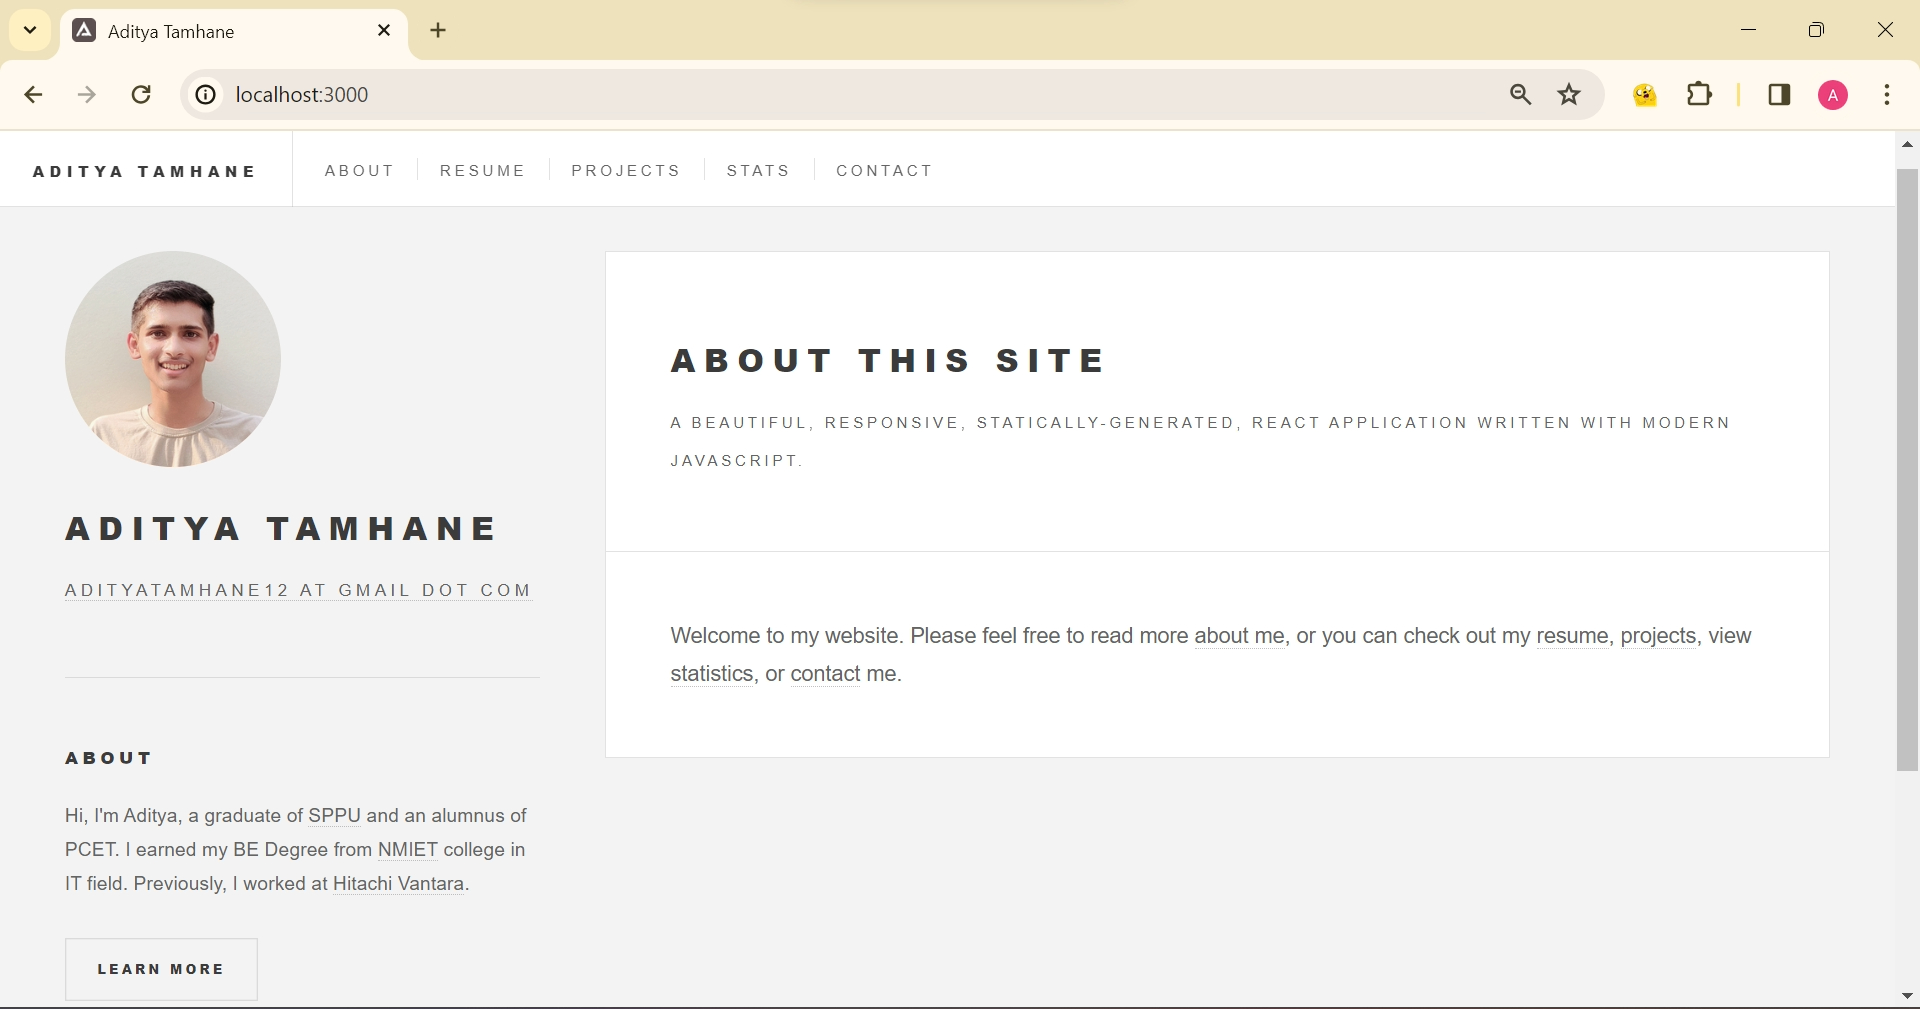 Aditya Tamhane
localhost:3000
A
ADITYA TAMHANE
ABOUT
RESUME
PROJECTS
STATS
CONTACT
ADITYA TAMHANE
ADITYATAMHANE12 AT GMAIL DOT COM
ABOUT
Hi, I'm Aditya, a graduate of SPPU and an alumnus of
PCET. I earned my BE Degree from NMIET college in
IT field. Previously, I worked at Hitachi Vantara.
LEARN MORE
ABOUT THIS SITE
A BEAUTIFUL, RESPONSIVE, STATICALLY-GENERATED, REACT APPLICATION WRITTEN WITH MODERN
JAVASCRIPT.
Welcome to my website. Please feel free to read more about me, or you can check out my resume, projects, view
statistics, or contact me.